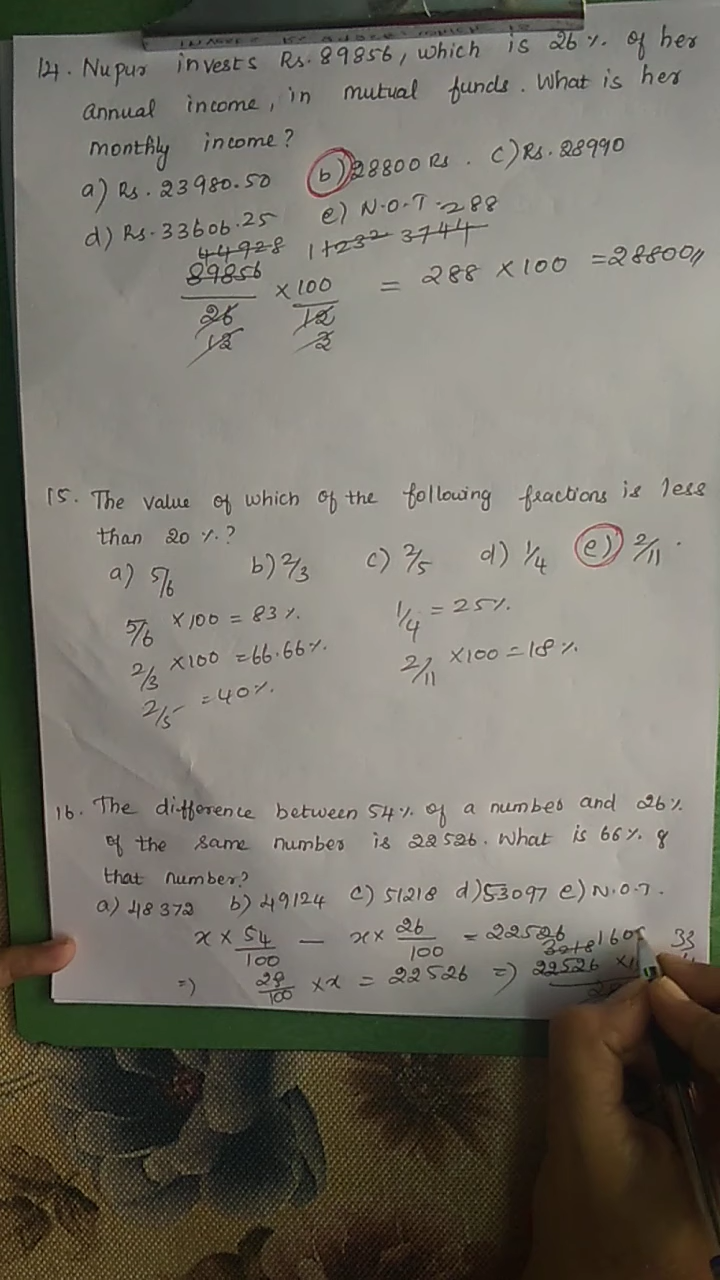 14. Nupur invests Rs. 89856, which is 26%. of her
annual income, in mutual funds. What is her
monthly income?
a) Rs. 23980.50 b) 28800 Rs. c) Rs. 28990
d) Rs. 33606.25 e) N.O.T. 288
44928 11232 3744
89856/26 × 100/12 = 288 × 100 = 28800//
13 2
15. The value of which of the following fractions is less
than 20 %.?
a) 5/6 b) 2/3 c) 2/5 d) 1/4 e) 2/11.
5/6 × 100 = 83 %. 1/4 = 25%.
2/3 × 100 = 66.66%. 2/11 × 100 = 18 %.
2/5 = 40%.
16. The difference between 54%. of a number and 26%.
of the same number is 22526. What is 66%. of
that number?
a) 48372 b) 49124 c) 51218 d) 53097 e) N.O.T.
x × 54/100 - x × 26/100 = 22526
3218 160 33
=) 28/100 × x = 22526 =) 22526 ×